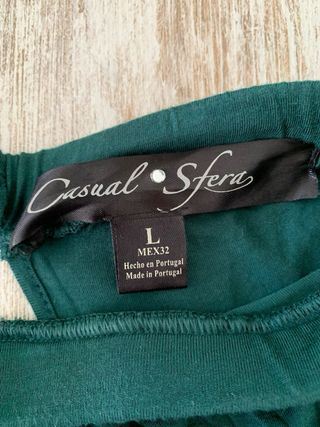 Casual • Sfera
L
MEX32
Hecho en Portugal
Made in Portugal